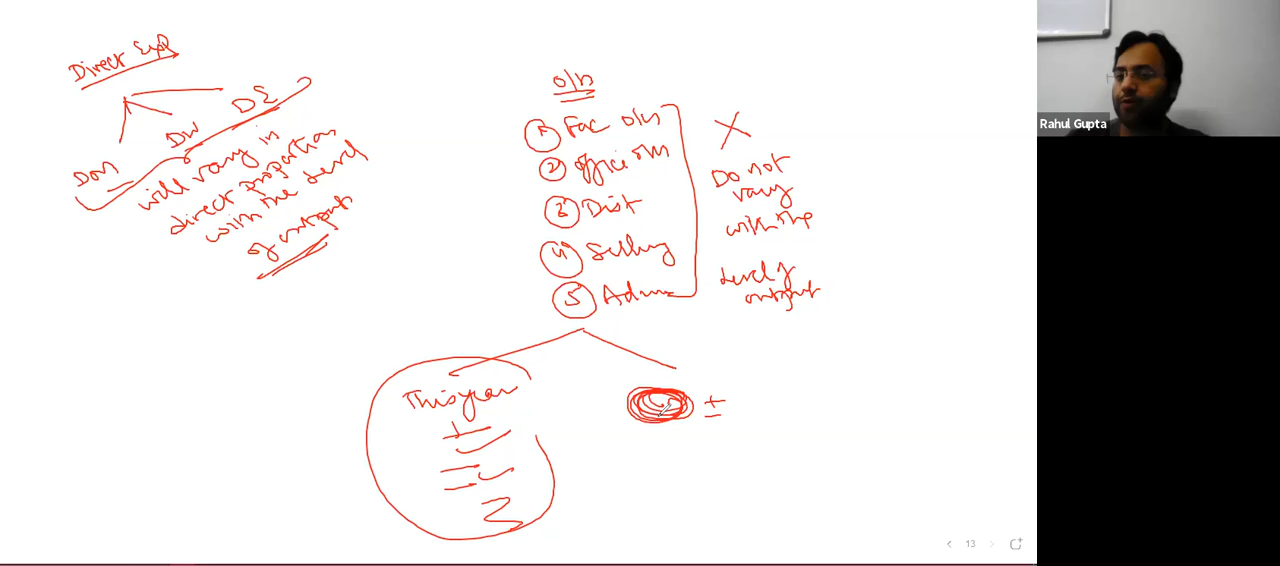 Direct Exp
DM
DW
DE
will vary in
direct proportion
with the level
of output
O/H
1 Fac O/H
2 office O/H
3 Dist
4 Selling
5 Adm
X
Do not
vary
with the
Level of
output
This year
±
Rahul Gupta
< 13 >